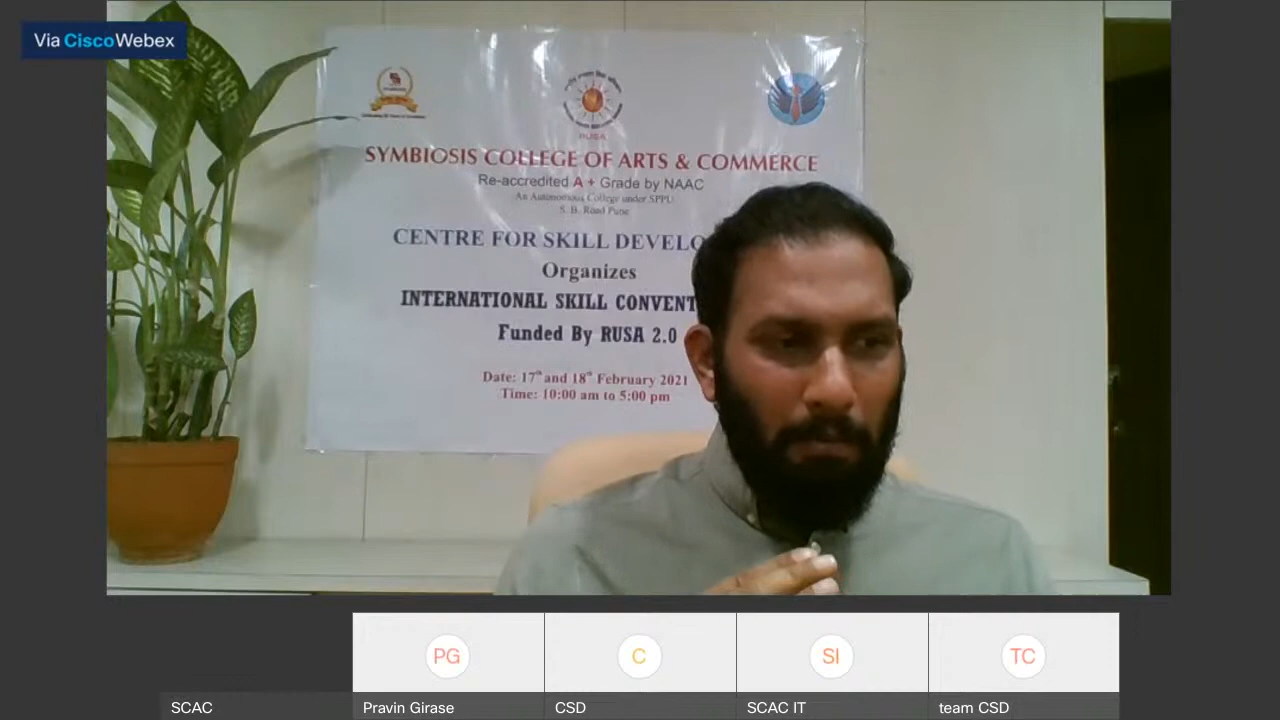 Via CiscoWebex
RUSA
SYMBIOSIS COLLEGE OF ARTS & COMMERCE
Re-accredited A + Grade by NAAC
An Autonomous College under SPPU
S. B. Road Pune
CENTRE FOR SKILL DEVELO
Organizes
INTERNATIONAL SKILL CONVENT
Funded By RUSA 2.0
Date: 17th and 18th February 2021
Time: 10:00 am to 5:00 pm
PG
C
SI
TC
SCAC
Pravin Girase
CSD
SCAC IT
team CSD